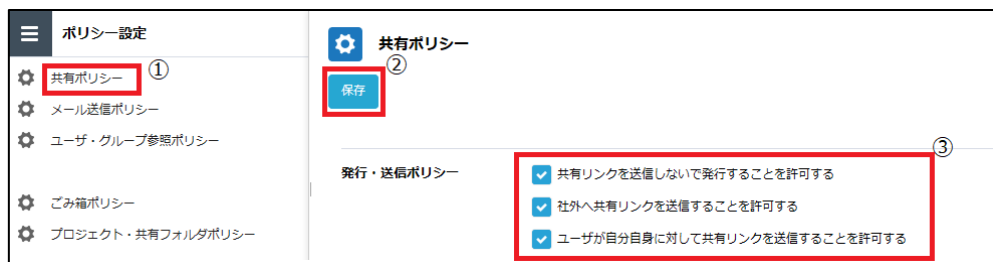 ポリシー設定
共有ポリシー ①
メール送信ポリシー
ユーザ・グループ参照ポリシー
ごみ箱ポリシー
プロジェクト・共有フォルダポリシー
共有ポリシー
②
保存
③
発行・送信ポリシー
共有リンクを送信しないで発行することを許可する
社外へ共有リンクを送信することを許可する
ユーザが自分自身に対して共有リンクを送信することを許可する